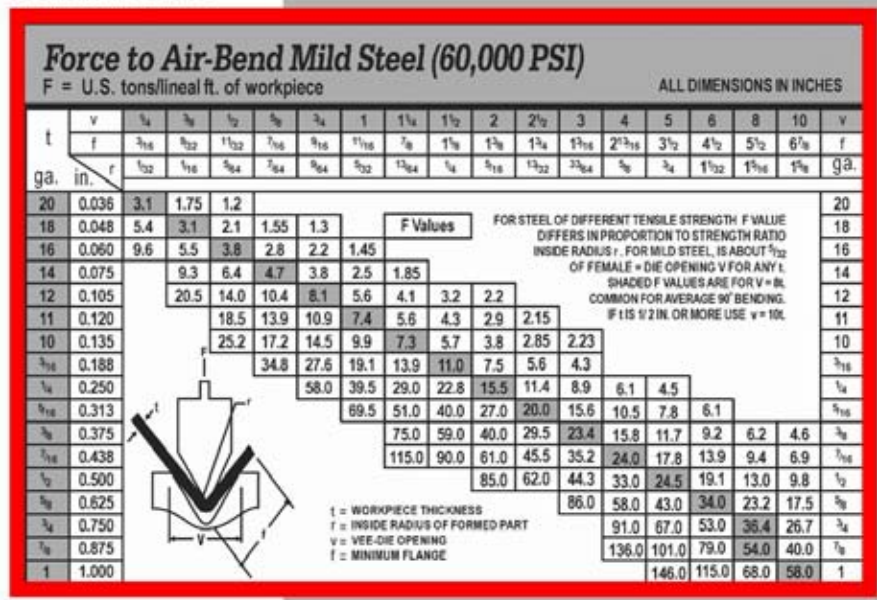 Force to Air-Bend Mild Steel (60,000 PSI)
F = U.S. tons/lineal ft. of workpiece ALL DIMENSIONS IN INCHES
t v 1/4 3/8 1/2 5/8 3/4 1 1 1/4 1 1/2 2 2 1/2 3 4 5 6 8 10 v
f 3/16 9/32 11/32 7/16 9/16 11/16 7/8 1 1/8 1 3/8 1 3/4 1 13/16 2 13/16 3 1/2 4 1/2 5 1/2 6 7/8 f
ga. in. r 1/32 1/16 5/64 7/64 9/64 5/32 13/64 1/4 5/16 13/32 33/64 5/8 3/4 1 1/32 1 5/16 1 5/8 ga.
20 0.036 3.1 1.75 1.2 20
18 0.048 5.4 3.1 2.1 1.55 1.3 18
16 0.060 9.6 5.5 3.8 2.8 2.2 1.45 16
14 0.075 9.3 6.4 4.7 3.8 2.5 1.85 14
12 0.105 20.5 14.0 10.4 8.1 5.6 4.1 3.2 2.2 12
11 0.120 18.5 13.9 10.9 7.4 5.6 4.3 2.9 2.15 11
10 0.135 25.2 17.2 14.5 9.9 7.3 5.7 3.8 2.85 2.23 10
3/16 0.188 34.8 27.6 19.1 13.9 11.0 7.5 5.6 4.3 3/16
1/4 0.250 58.0 39.5 29.0 22.8 15.5 11.4 8.9 6.1 4.5 1/4
5/16 0.313 69.5 51.0 40.0 27.0 20.0 15.6 10.5 7.8 6.1 5/16
3/8 0.375 75.0 59.0 40.0 29.5 23.4 15.8 11.7 9.2 6.2 4.6 3/8
7/16 0.438 115.0 90.0 61.0 45.5 35.2 24.0 17.8 13.9 9.4 6.9 7/16
1/2 0.500 85.0 62.0 44.3 33.0 24.5 19.1 13.0 9.8 1/2
5/8 0.625 86.0 58.0 43.0 34.0 23.2 17.5 5/8
3/4 0.750 91.0 67.0 53.0 36.4 26.7 3/4
7/8 0.875 136.0 101.0 79.0 54.0 40.0 7/8
1 1.000 146.0 115.0 68.0 58.0 1
F Values
FOR STEEL OF DIFFERENT TENSILE STRENGTH F VALUE
DIFFERS IN PROPORTION TO STRENGTH RATIO
INSIDE RADIUS r. FOR MILD STEEL, IS ABOUT 5/32
OF FEMALE = DIE OPENING V FOR ANY t.
SHADED F VALUES ARE FOR V = 8t.
COMMON FOR AVERAGE 90° BENDING.
IF t IS 1/2 IN. OR MORE USE v = 10t.
F
t
r
V
f
t = WORKPIECE THICKNESS
r = INSIDE RADIUS OF FORMED PART
v = VEE-DIE OPENING
f = MINIMUM FLANGE